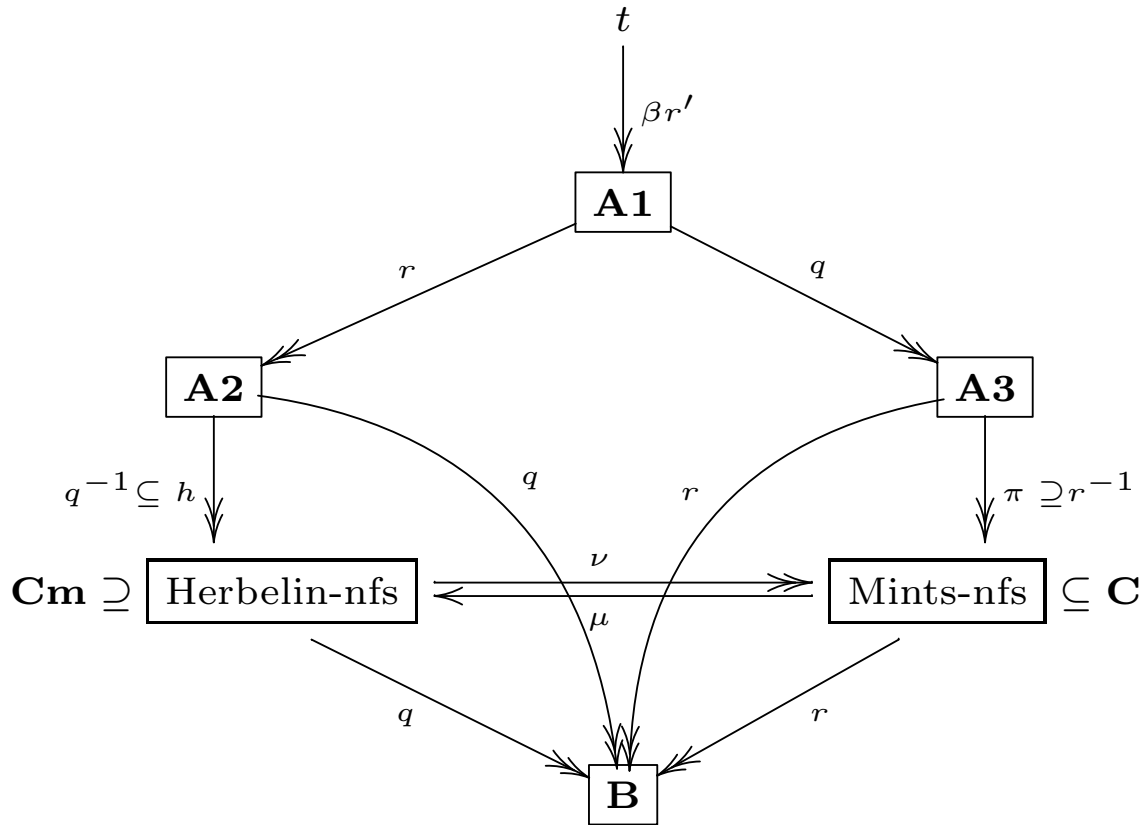 t
βr′
A1
r
q
A2
A3
q
r
q⁻¹ ⊆ h
π ⊇ r⁻¹
ν
Cm ⊇ Herbelin-nfs
Mints-nfs ⊆ C
μ
q
r
B